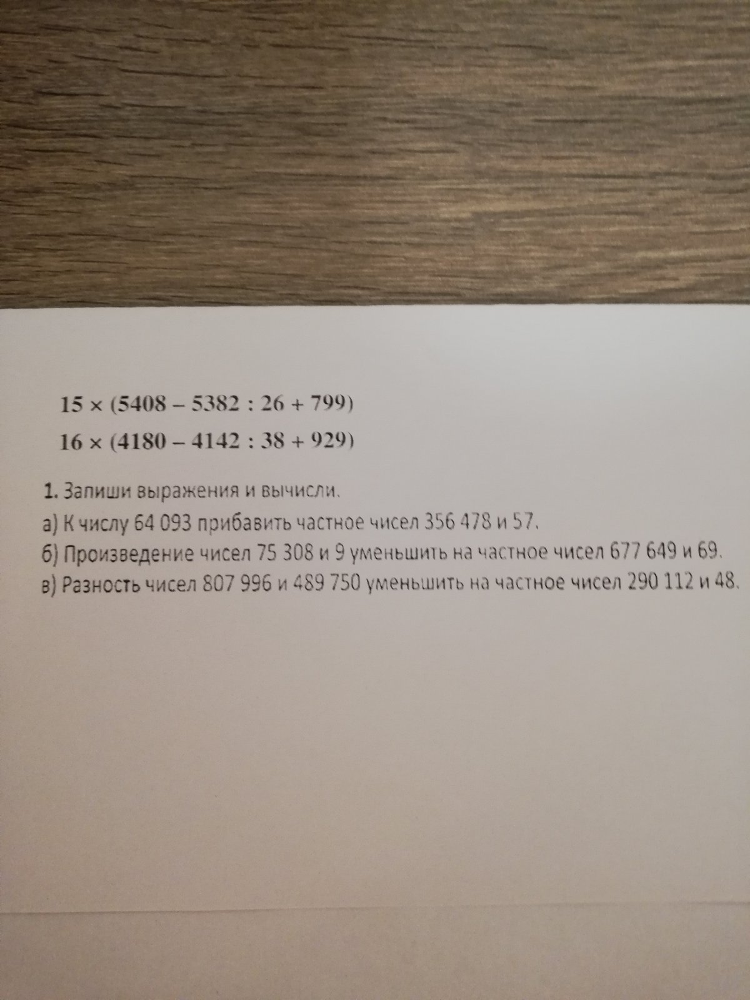 15 × (5408 – 5382 : 26 + 799)
16 × (4180 – 4142 : 38 + 929)
1. Запиши выражения и вычисли.
а) К числу 64 093 прибавить частное чисел 356 478 и 57.
б) Произведение чисел 75 308 и 9 уменьшить на частное чисел 677 649 и 69.
в) Разность чисел 807 996 и 489 750 уменьшить на частное чисел 290 112 и 48.